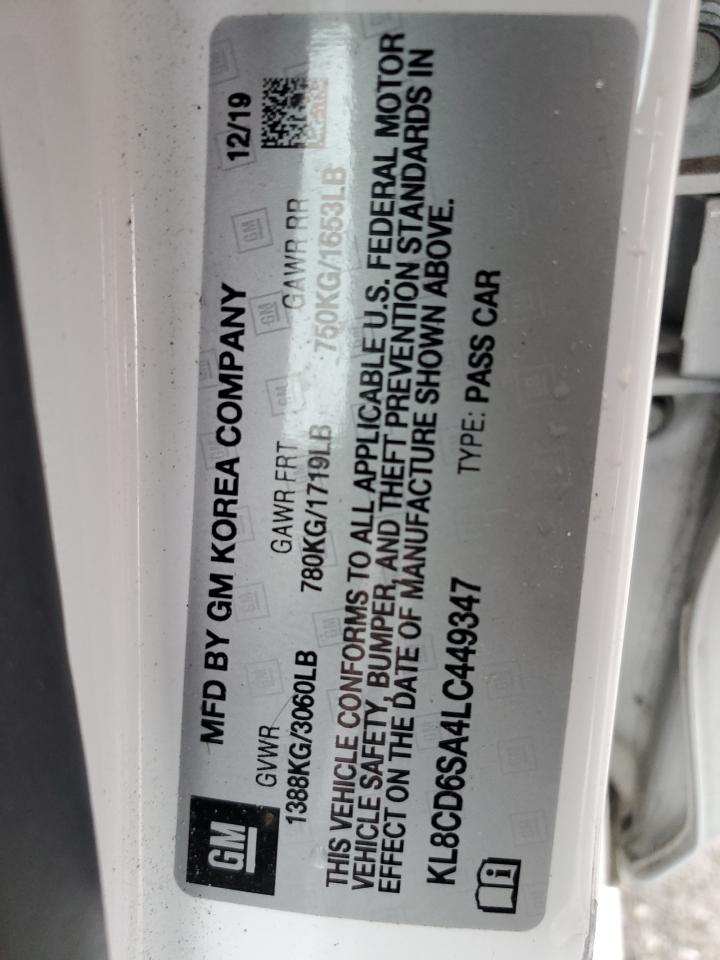 GM
MFD BY GM KOREA COMPANY 12/19
GVWR GAWR FRT GAWR RR
1388KG/3060LB 780KG/1719LB 750KG/1653LB
THIS VEHICLE CONFORMS TO ALL APPLICABLE U.S. FEDERAL MOTOR
VEHICLE SAFETY, BUMPER, AND THEFT PREVENTION STANDARDS IN
EFFECT ON THE DATE OF MANUFACTURE SHOWN ABOVE.
KL8CD6SA4LC449347 TYPE: PASS CAR